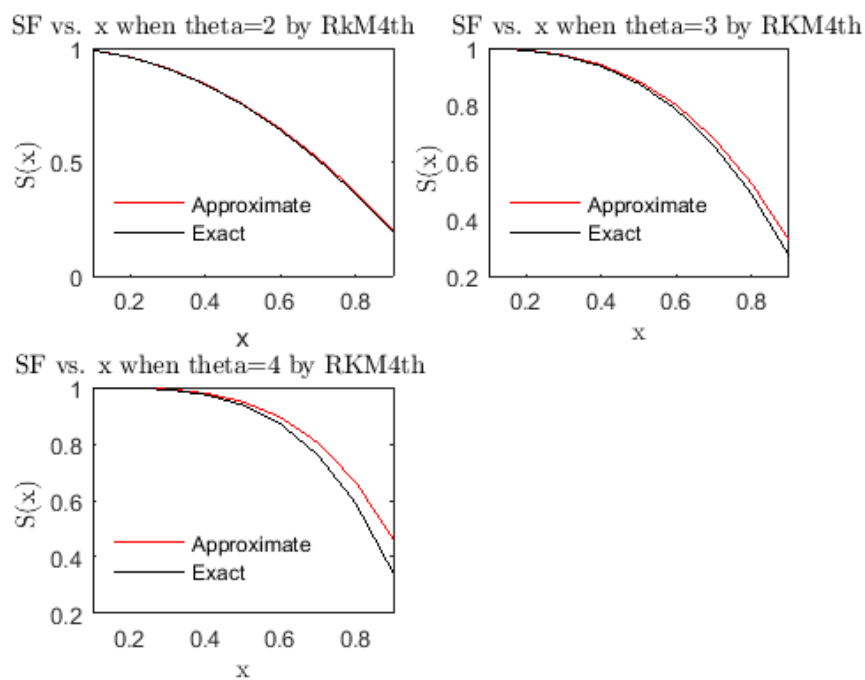 SF vs. x when theta=2 by RkM4th
1
0.5
0
S(x)
Approximate
Exact
0.2 0.4 0.6 0.8
x
SF vs. x when theta=3 by RKM4th
1
0.8
0.6
0.4
0.2
S(x)
Approximate
Exact
0.2 0.4 0.6 0.8
x
SF vs. x when theta=4 by RKM4th
1
0.8
0.6
0.4
0.2
S(x)
Approximate
Exact
0.2 0.4 0.6 0.8
x